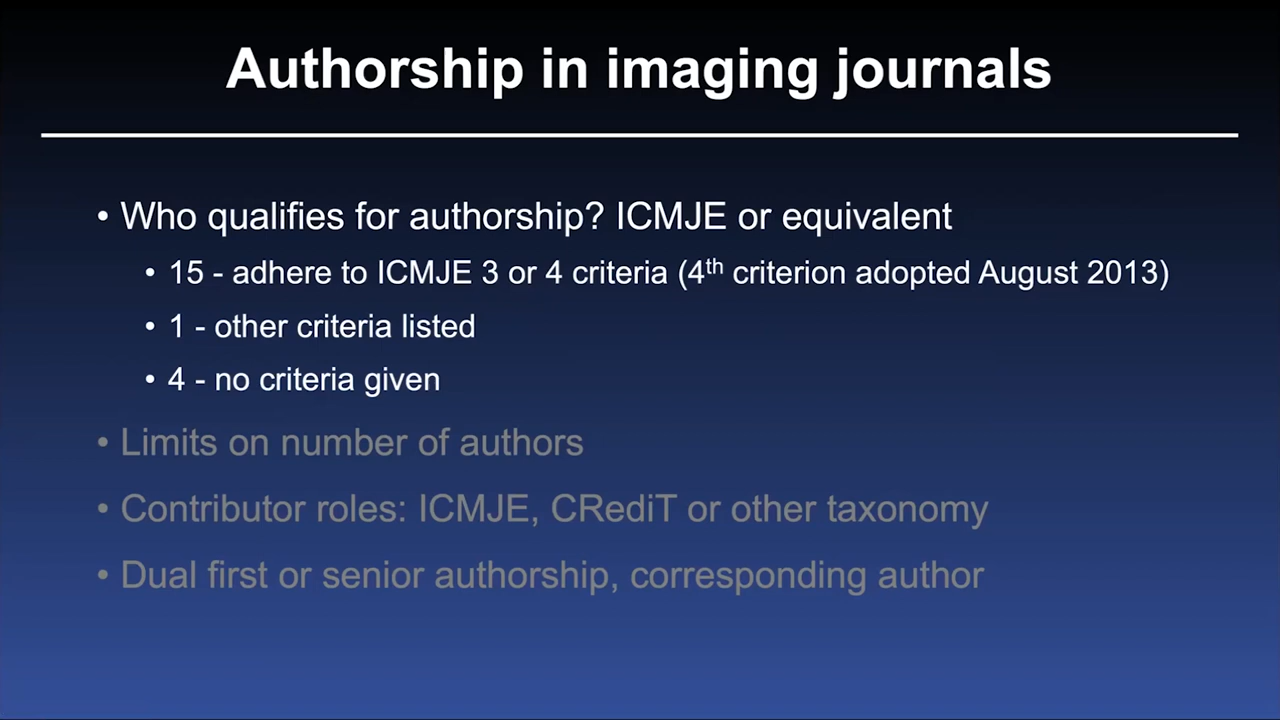 Authorship in imaging journals
• Who qualifies for authorship? ICMJE or equivalent
• 15 - adhere to ICMJE 3 or 4 criteria (4th criterion adopted August 2013)
• 1 - other criteria listed
• 4 - no criteria given
• Limits on number of authors
• Contributor roles: ICMJE, CRediT or other taxonomy
• Dual first or senior authorship, corresponding author